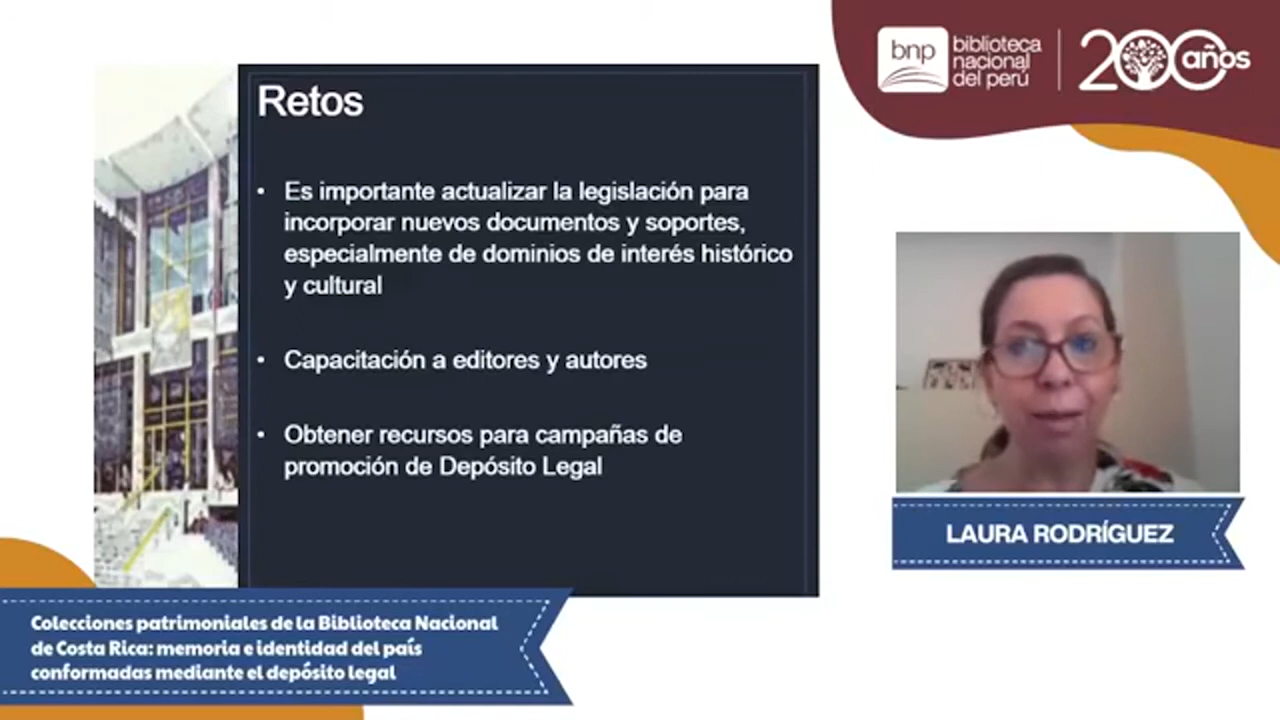 bnp
biblioteca
nacional
del perú
200 años
Retos
• Es importante actualizar la legislación para
incorporar nuevos documentos y soportes,
especialmente de dominios de interés histórico
y cultural
• Capacitación a editores y autores
• Obtener recursos para campañas de
promoción de Depósito Legal
LAURA RODRÍGUEZ
Colecciones patrimoniales de la Biblioteca Nacional
de Costa Rica: memoria e identidad del país
conformadas mediante el depósito legal